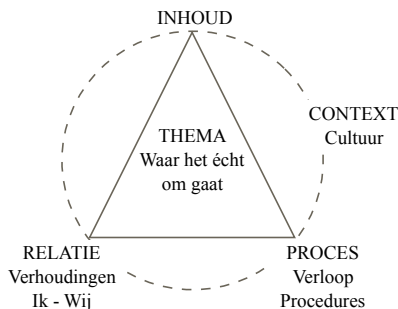 INHOUD
CONTEXT
Cultuur
THEMA
Waar het écht
om gaat
RELATIE
Verhoudingen
Ik - Wij
PROCES
Verloop
Procedures